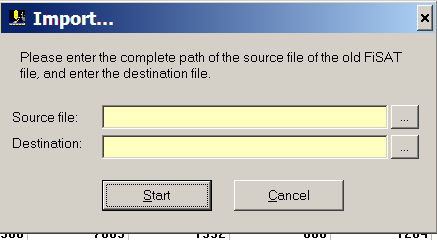 Import...
Please enter the complete path of the source file of the old FiSAT
file, and enter the destination file.
Source file:
...
Destination:
...
Start
Cancel